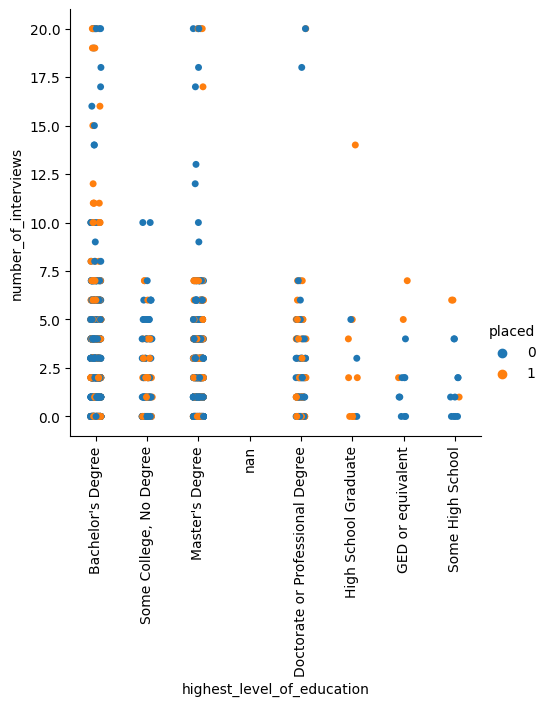 20.0
17.5
15.0
12.5
10.0
7.5
5.0
2.5
0.0
number_of_interviews
Bachelor's Degree
Some College, No Degree
Master's Degree
nan
Doctorate or Professional Degree
High School Graduate
GED or equivalent
Some High School
highest_level_of_education
placed
0
1